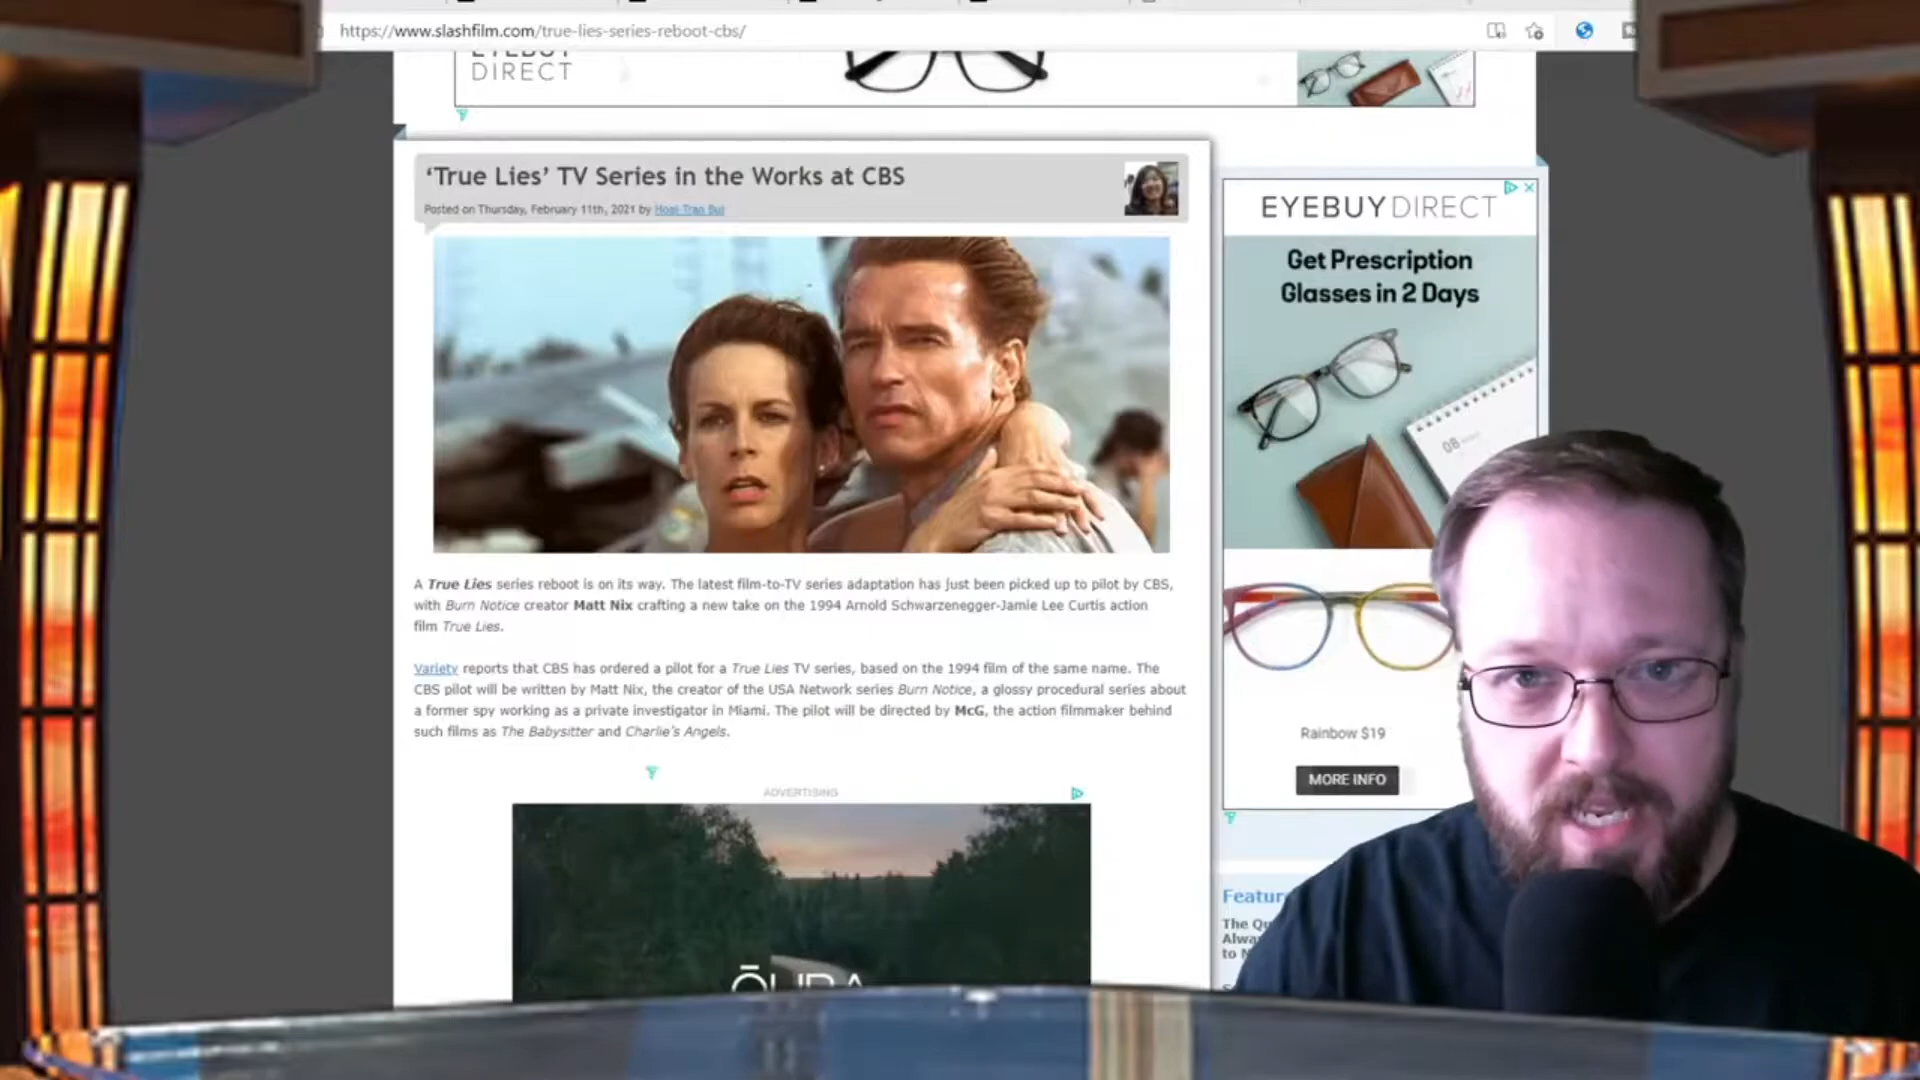 https://www.slashfilm.com/true-lies-series-reboot-cbs/
DIRECT
‘True Lies’ TV Series in the Works at CBS
Posted on Thursday, February 11th, 2021 by Hoai-Tran Bui
A True Lies series reboot is on its way. The latest film-to-TV series adaptation has just been picked up to pilot by CBS,
with Burn Notice creator Matt Nix crafting a new take on the 1994 Arnold Schwarzenegger-Jamie Lee Curtis action
film True Lies.
Variety reports that CBS has ordered a pilot for a True Lies TV series, based on the 1994 film of the same name. The
CBS pilot will be written by Matt Nix, the creator of the USA Network series Burn Notice, a glossy procedural series about
a former spy working as a private investigator in Miami. The pilot will be directed by McG, the action filmmaker behind
such films as The Babysitter and Charlie’s Angels.
ADVERTISING
EYEBUYDIRECT
Get Prescription
Glasses in 2 Days
08
Rainbow $19
MORE INFO
The
to